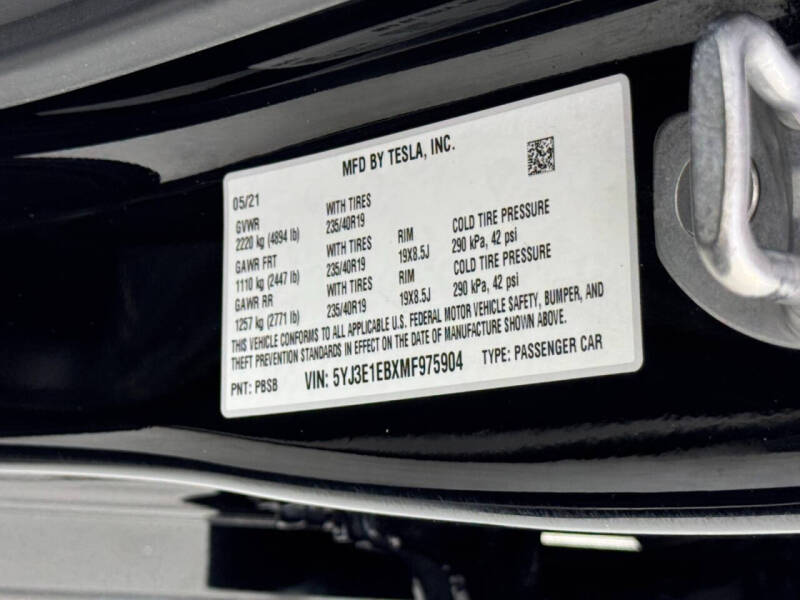 MFD BY TESLA, INC.
05/21
GVWR WITH TIRES
2220 kg (4894 lb) 235/40R19 RIM COLD TIRE PRESSURE
GAWR FRT WITH TIRES 19X8.5J 290 kPa, 42 psi
1110 kg (2447 lb) 235/40R19 RIM COLD TIRE PRESSURE
GAWR RR WITH TIRES 19X8.5J 290 kPa, 42 psi
1257 kg (2771 lb) 235/40R19
THIS VEHICLE CONFORMS TO ALL APPLICABLE U.S. FEDERAL MOTOR VEHICLE SAFETY, BUMPER, AND
THEFT PREVENTION STANDARDS IN EFFECT ON THE DATE OF MANUFACTURE SHOWN ABOVE.
PNT: PBSB VIN: 5YJ3E1EBXMF975904 TYPE: PASSENGER CAR